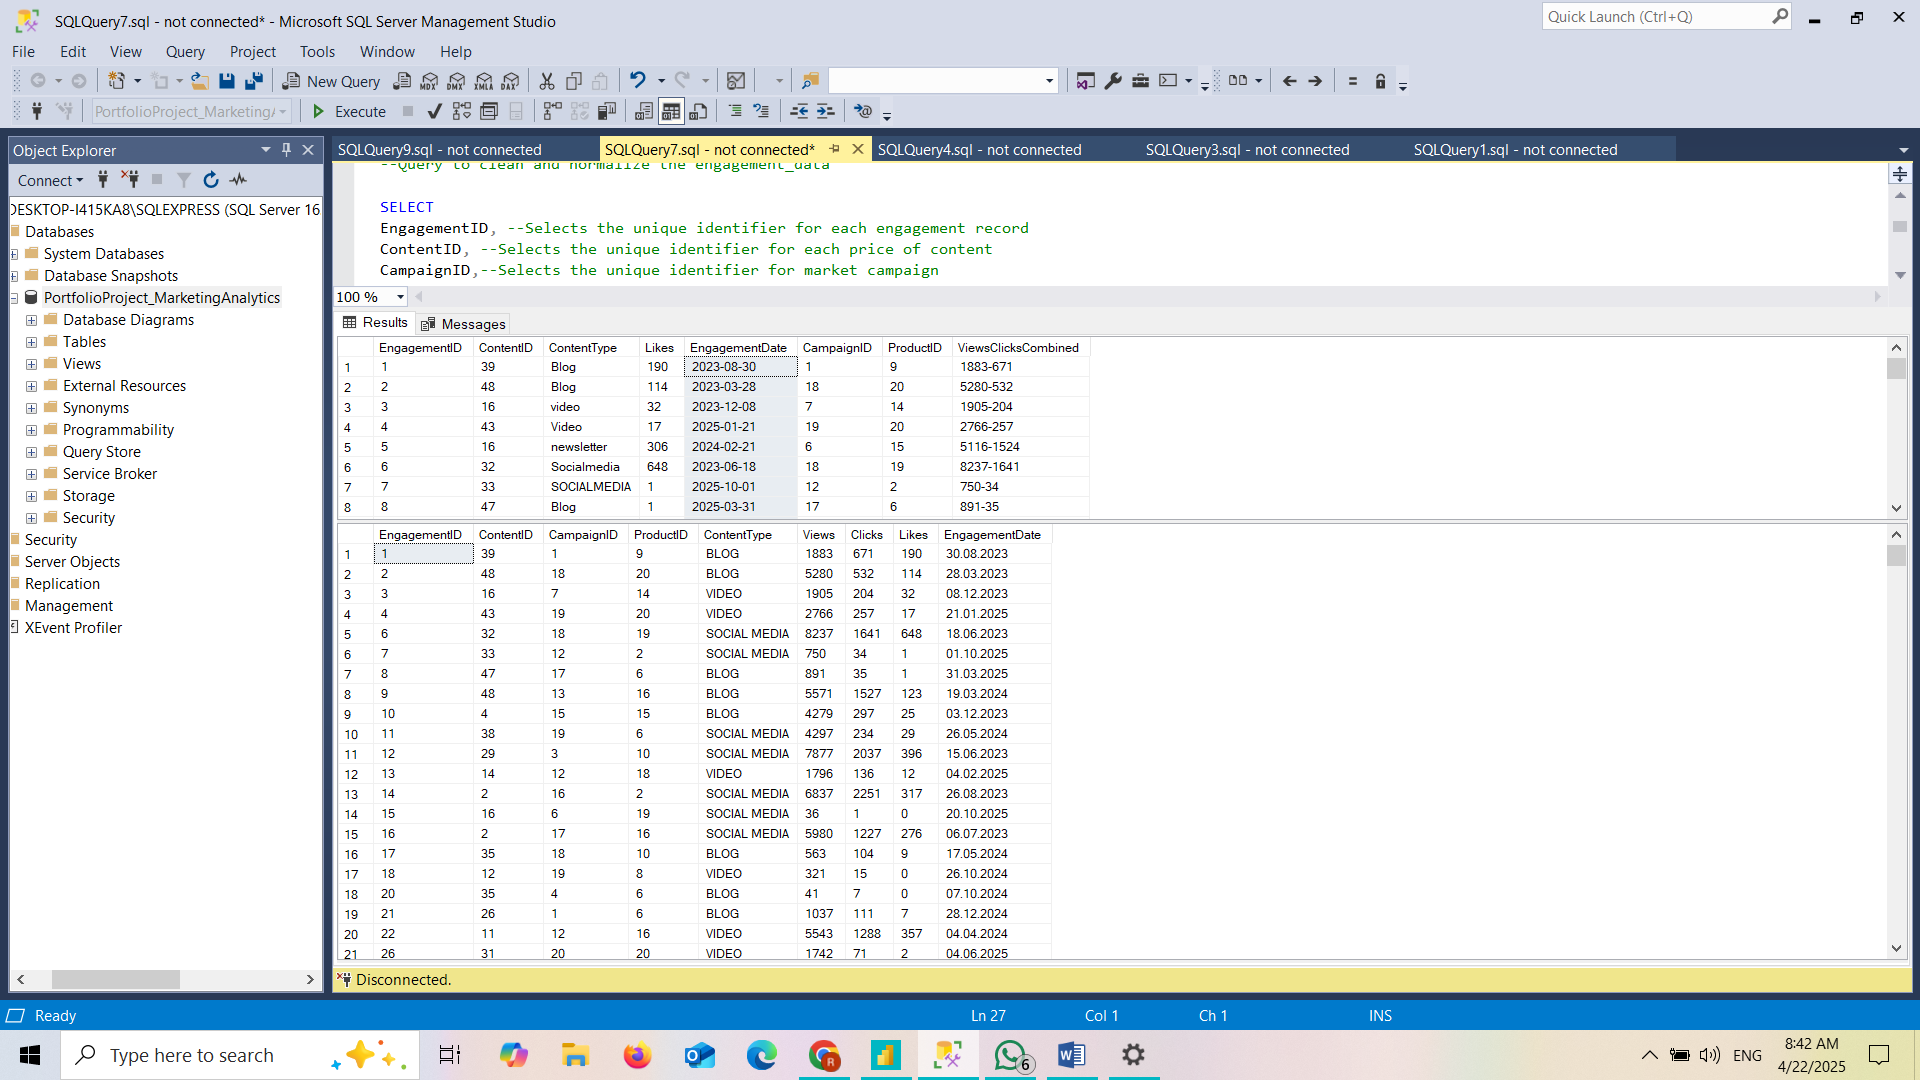 SQLQuery7.sql - not connected* - Microsoft SQL Server Management Studio
Quick Launch (Ctrl+Q)
File Edit View Query Project Tools Window Help
New Query
MDX DMX XMLA DAX
PortfolioProject_MarketingA
Execute
Object Explorer
SQLQuery9.sql - not connected SQLQuery7.sql - not connected* SQLQuery4.sql - not connected SQLQuery3.sql - not connected SQLQuery1.sql - not connected
Connect
DESKTOP-I415KA8\SQLEXPRESS (SQL Server 16
Databases
System Databases
Database Snapshots
PortfolioProject_MarketingAnalytics
Database Diagrams
Tables
Views
External Resources
Synonyms
Programmability
Query Store
Service Broker
Storage
Security
Security
Server Objects
Replication
Management
XEvent Profiler
--Query to clean and normalize the engagement_data
SELECT
EngagementID, --Selects the unique identifier for each engagement record
ContentID, --Selects the unique identifier for each price of content
CampaignID,--Selects the unique identifier for market campaign
100 %
Results Messages
EngagementID ContentID ContentType Likes EngagementDate CampaignID ProductID ViewsClicksCombined
1 1 39 Blog 190 2023-08-30 1 9 1883-671
2 2 48 Blog 114 2023-03-28 18 20 5280-532
3 3 16 video 32 2023-12-08 7 14 1905-204
4 4 43 Video 17 2025-01-21 19 20 2766-257
5 5 16 newsletter 306 2024-02-21 6 15 5116-1524
6 6 32 Socialmedia 648 2023-06-18 18 19 8237-1641
7 7 33 SOCIALMEDIA 1 2025-10-01 12 2 750-34
8 8 47 Blog 1 2025-03-31 17 6 891-35
EngagementID ContentID CampaignID ProductID ContentType Views Clicks Likes EngagementDate
1 1 39 1 9 BLOG 1883 671 190 30.08.2023
2 2 48 18 20 BLOG 5280 532 114 28.03.2023
3 3 16 7 14 VIDEO 1905 204 32 08.12.2023
4 4 43 19 20 VIDEO 2766 257 17 21.01.2025
5 6 32 18 19 SOCIAL MEDIA 8237 1641 648 18.06.2023
6 7 33 12 2 SOCIAL MEDIA 750 34 1 01.10.2025
7 8 47 17 6 BLOG 891 35 1 31.03.2025
8 9 48 13 16 BLOG 5571 1527 123 19.03.2024
9 10 4 15 15 BLOG 4279 297 25 03.12.2023
10 11 38 19 6 SOCIAL MEDIA 4297 234 29 26.05.2024
11 12 29 3 10 SOCIAL MEDIA 7877 2037 396 15.06.2023
12 13 14 12 18 VIDEO 1796 136 12 04.02.2025
13 14 2 16 2 SOCIAL MEDIA 6837 2251 317 26.08.2023
14 15 16 6 19 SOCIAL MEDIA 36 1 0 20.10.2025
15 16 2 17 16 SOCIAL MEDIA 5980 1227 276 06.07.2023
16 17 35 18 10 BLOG 563 104 9 17.05.2024
17 18 12 19 8 VIDEO 321 15 0 26.10.2024
18 20 35 4 6 BLOG 41 7 0 07.10.2024
19 21 26 1 6 BLOG 1037 111 7 28.12.2024
20 22 11 12 16 VIDEO 5543 1288 357 04.04.2024
21 26 31 20 20 VIDEO 1742 71 2 04.06.2025
Disconnected.
Ready Ln 27 Col 1 Ch 1 INS
Type here to search
R
6
ENG
8:42 AM
4/22/2025